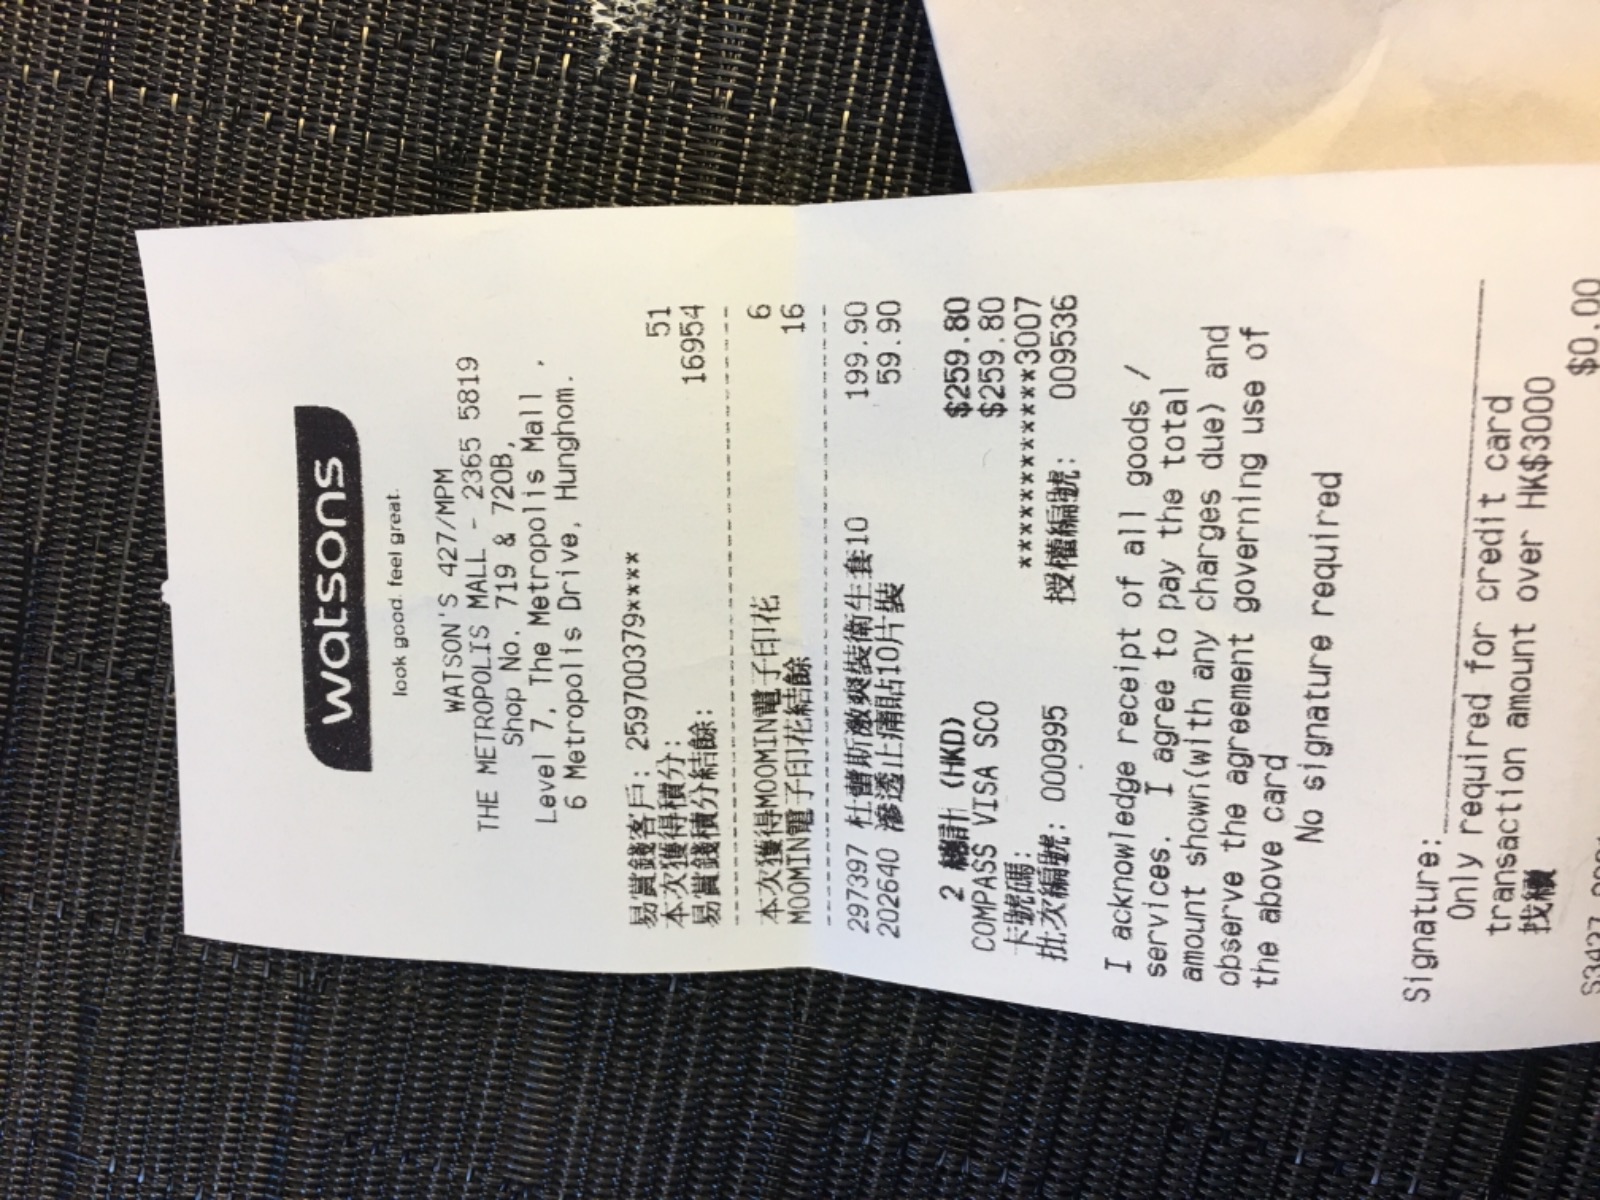 watsons
look good. feel great.
WATSON'S 427/MPM
THE METROPOLIS MALL - 2365 5819
Shop No. 719 & 720B,
Level 7, The Metropolis Mall ,
6 Metropolis Drive, Hunghom.
易賞錢客戶: 259700379****
本次獲得積分: 51
易賞錢積分結餘: 16954
本次獲得MOOMIN電子印花 6
MOOMIN電子印花結餘 16
297397 杜蕾斯激爽裝衛生套10 199.90
202640 滲透止痛貼10片裝 59.90
2 總計 (HKD) $259.80
COMPASS VISA SCO $259.80
卡號碼: ************3007
批次編號: 000995 授權編號: 009536
I acknowledge receipt of all goods /
services. I agree to pay the total
amount shown(with any charges due) and
observe the agreement governing use of
the above card
No signature required
Signature:
Only required for credit card
transaction amount over HK$3000
找續
$0.00